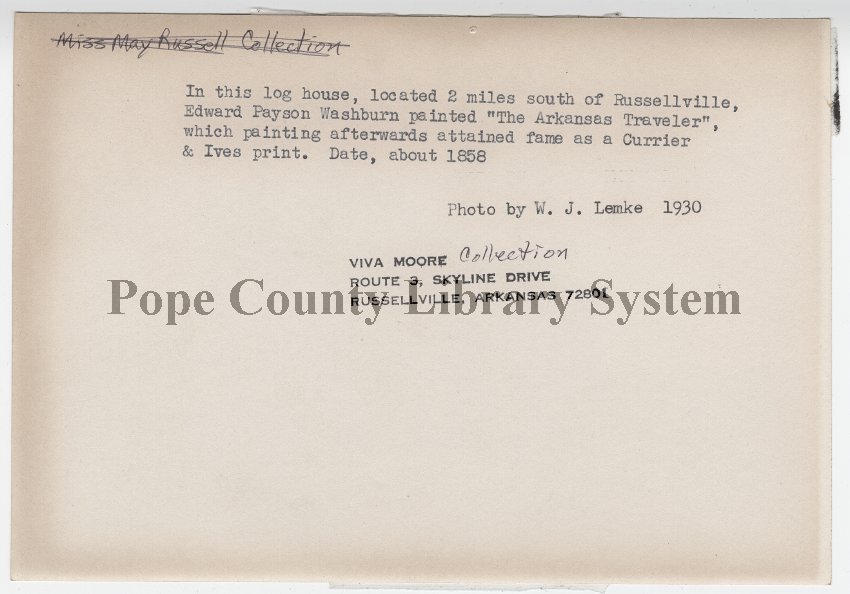 Miss May Russell Collection
In this log house, located 2 miles south of Russellville,
Edward Payson Washburn painted "The Arkansas Traveler",
which painting afterwards attained fame as a Currier
& Ives print. Date, about 1858
Photo by W. J. Lemke 1930
VIVA MOORE Collection
ROUTE 3, SKYLINE DRIVE
RUSSELLVILLE, ARKANSAS 72801
Pope County Library System